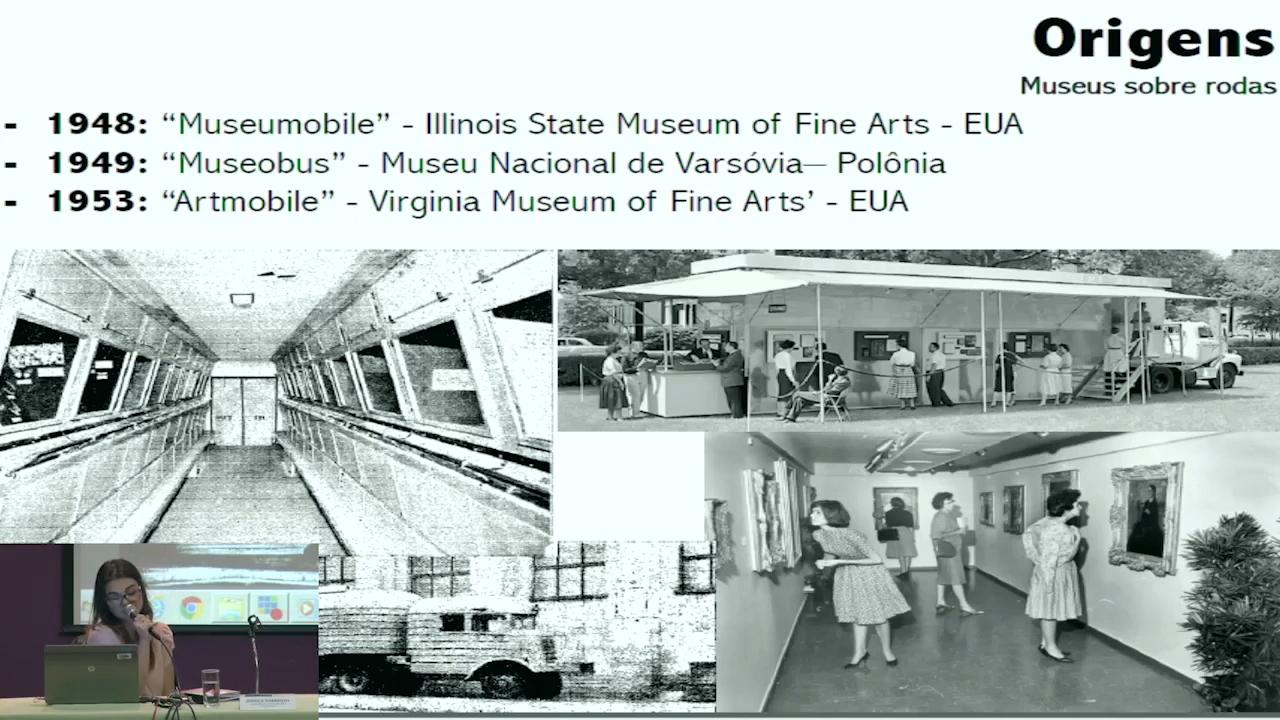 Origens
Museus sobre rodas
- 1948: “Museumobile” - Illinois State Museum of Fine Arts - EUA
- 1949: “Museobus” - Museu Nacional de Varsóvia– Polônia
- 1953: “Artmobile” - Virginia Museum of Fine Arts’ - EUA
hp